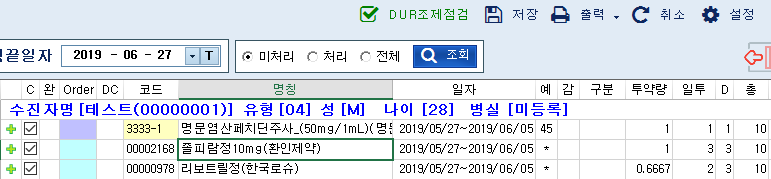 DUR조제점검 저장 출력 취소 설정
끝일자 2019 - 06 - 27 T 미처리 처리 전체 조회
C 완 Order DC 코드 명칭 일자 예 감 구분 투약량 일투 D 총
수진자명 [테스트(00000001)] 유형 [04] 성 [M] 나이 [28] 병실 [미등록]
3333-1 명문염산페치딘주사_(50mg/1mL)(명문 2019/05/27~2019/06/05 45 1 1 1 10
00002168 졸피람정10mg(환인제약) 2019/05/27~2019/06/05 * 1 3 3 10
00000978 리보트릴정(한국로슈) 2019/05/27~2019/06/05 * 0.6667 2 3 10